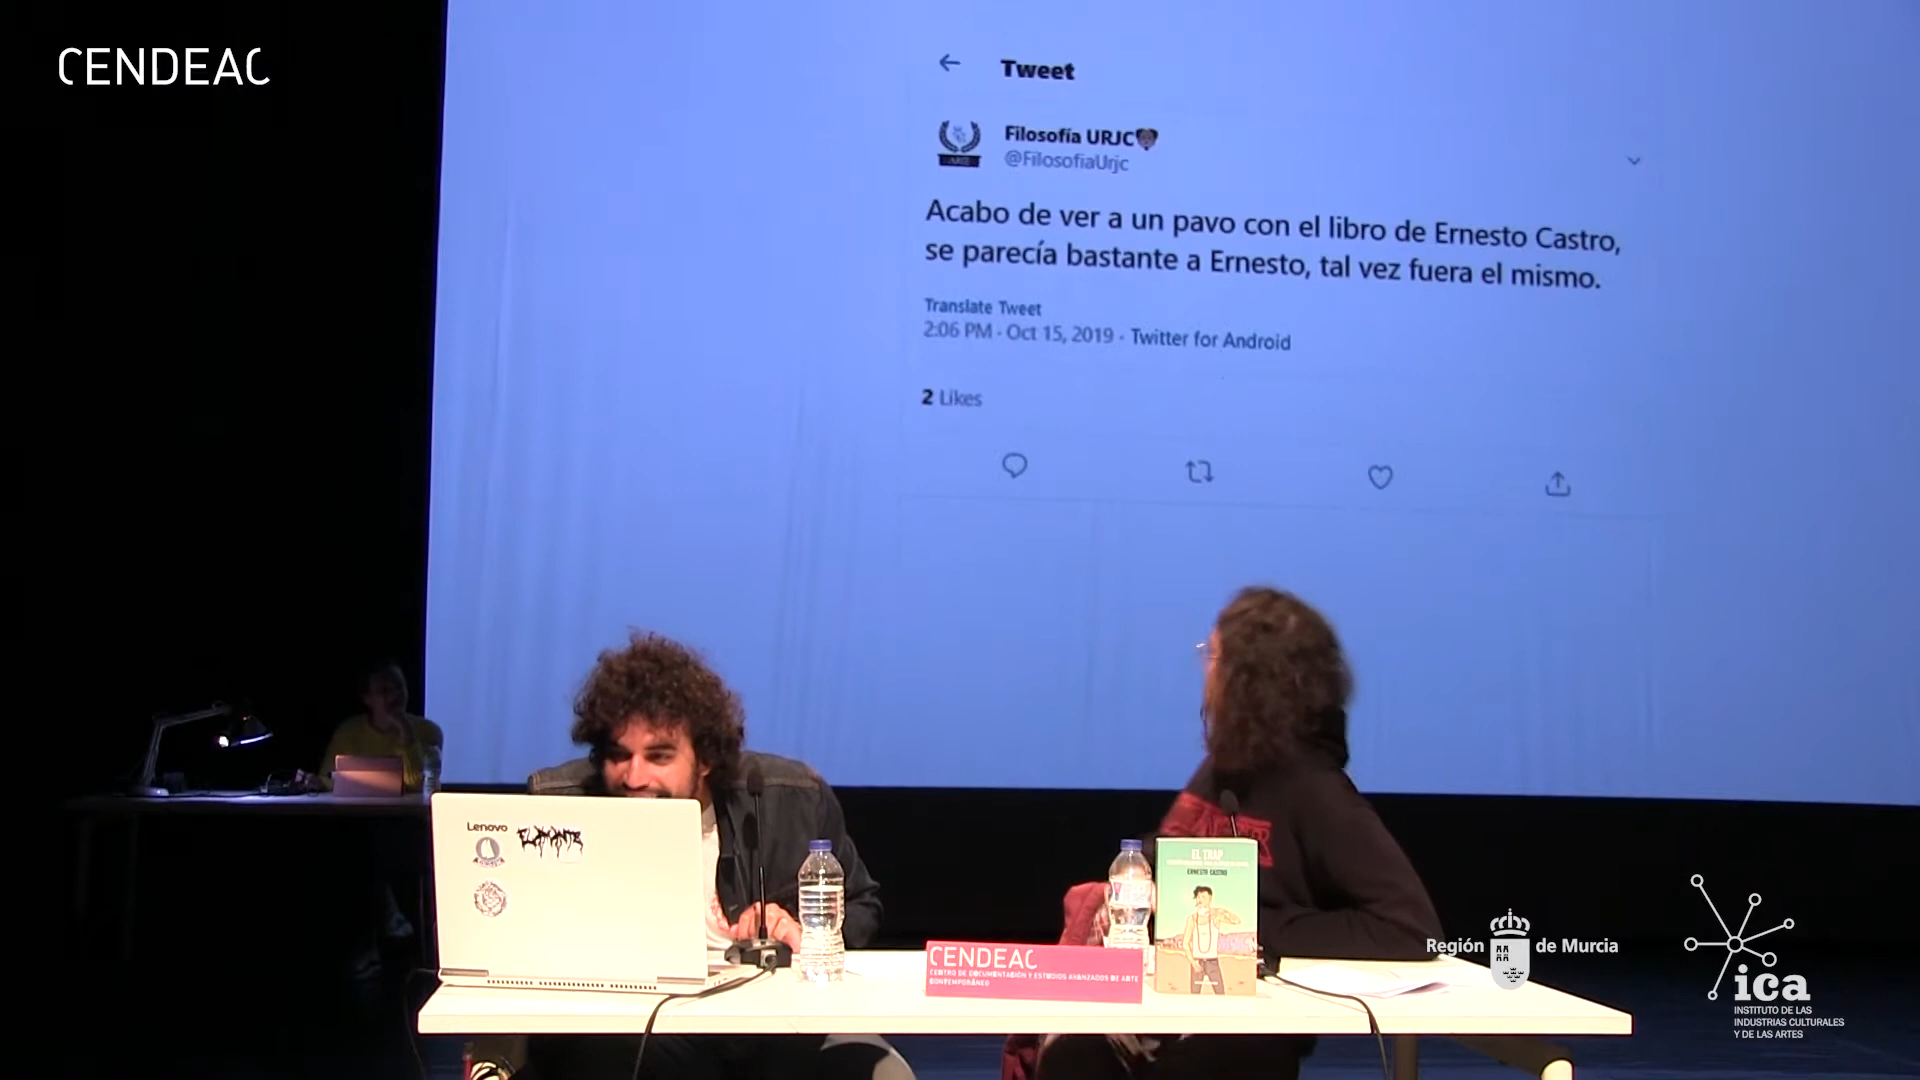 CENDEAC
Tweet
Filosofía URJC
@FilosofiaUrjc
Acabo de ver a un pavo con el libro de Ernesto Castro,
se parecía bastante a Ernesto, tal vez fuera el mismo.
Translate Tweet
2:06 PM · Oct 15, 2019 · Twitter for Android
2 Likes
Lenovo
EL TRAP
ERNESTO CASTRO
CENDEAC
CENTRO DE DOCUMENTACIÓN Y ESTUDIOS AVANZADOS DE ARTE
CONTEMPORÁNEO
Región de Murcia
ica
INSTITUTO DE LAS
INDUSTRIAS CULTURALES
Y DE LAS ARTES